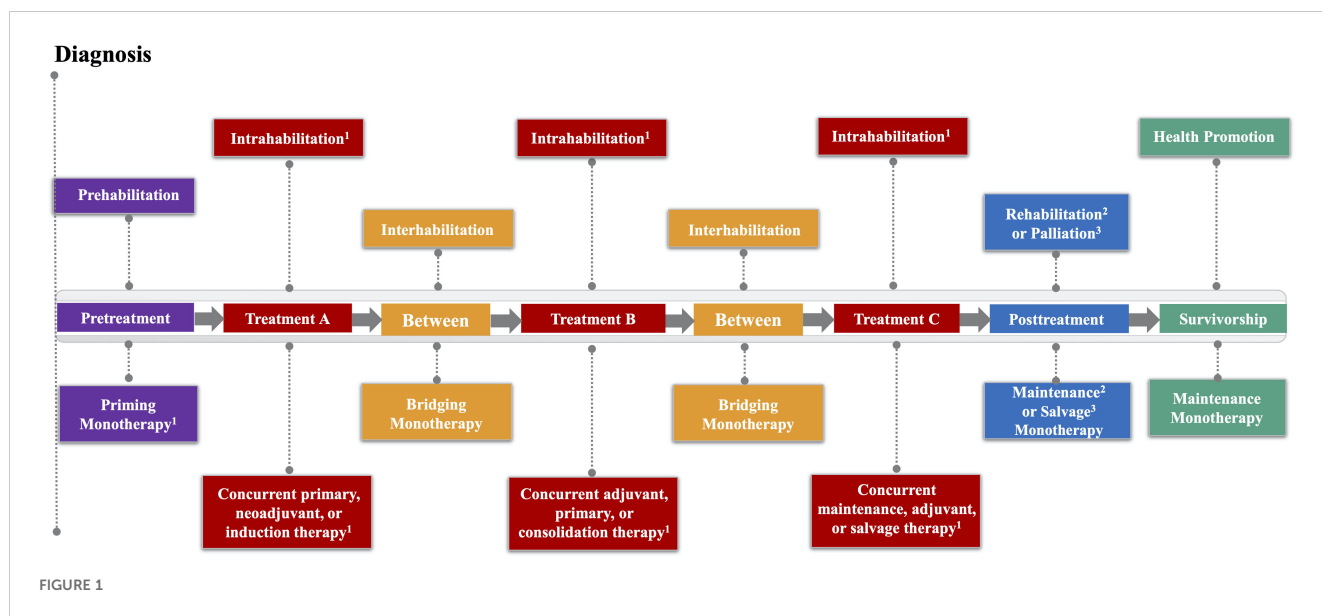 Diagnosis
Intrahabilitation¹
Intrahabilitation¹
Intrahabilitation¹
Health Promotion
Prehabilitation
Interhabilitation
Interhabilitation
Rehabilitation²
or Palliation³
Pretreatment
Treatment A
Between
Treatment B
Between
Treatment C
Posttreatment
Survivorship
Priming
Monotherapy¹
Bridging
Monotherapy
Bridging
Monotherapy
Maintenance²
or Salvage³
Monotherapy
Maintenance
Monotherapy
Concurrent primary,
neoadjuvant, or
induction therapy¹
Concurrent adjuvant,
primary, or
consolidation therapy¹
Concurrent
maintenance, adjuvant,
or salvage therapy¹
FIGURE 1